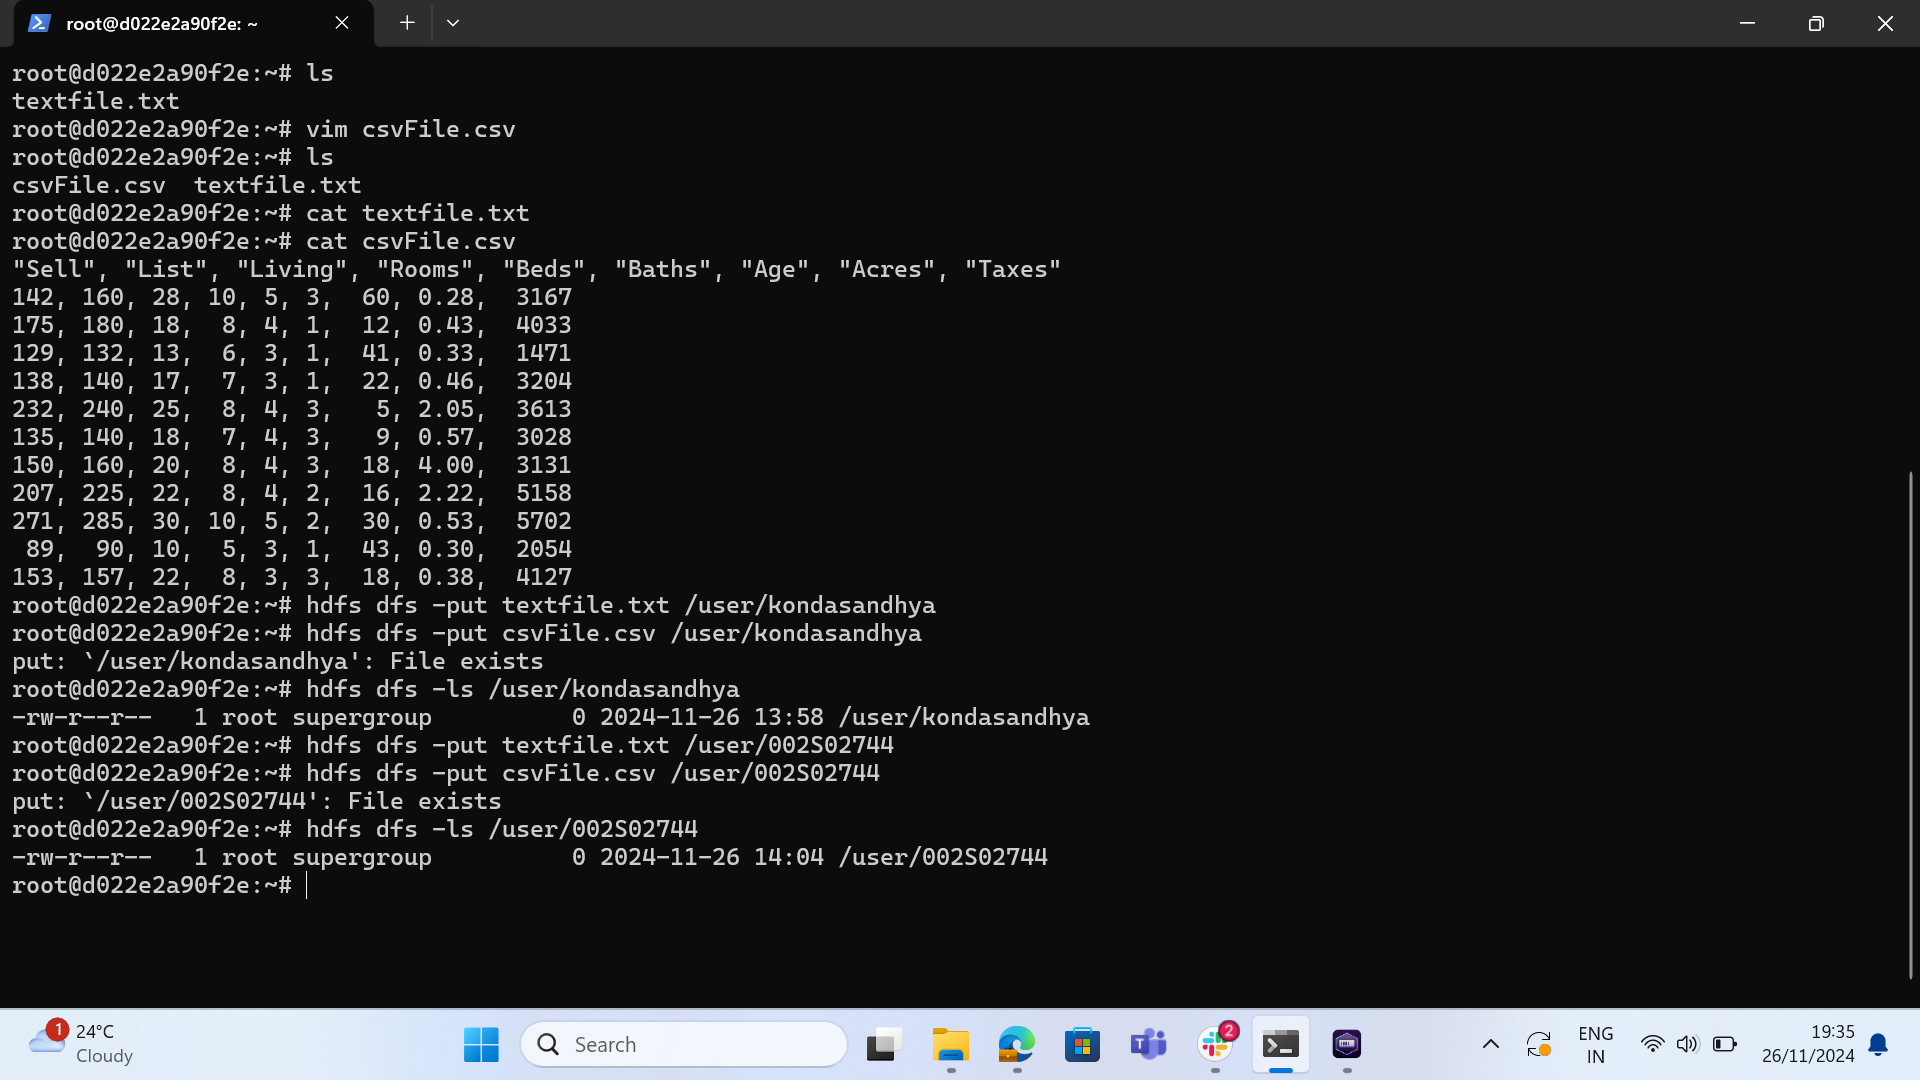 root@d022e2a90f2e: ~
root@d022e2a90f2e:~# ls
textfile.txt
root@d022e2a90f2e:~# vim csvFile.csv
root@d022e2a90f2e:~# ls
csvFile.csv  textfile.txt
root@d022e2a90f2e:~# cat textfile.txt
root@d022e2a90f2e:~# cat csvFile.csv
"Sell", "List", "Living", "Rooms", "Beds", "Baths", "Age", "Acres", "Taxes"
142, 160, 28, 10, 5, 3,  60, 0.28,  3167
175, 180, 18,  8, 4, 1,  12, 0.43,  4033
129, 132, 13,  6, 3, 1,  41, 0.33,  1471
138, 140, 17,  7, 3, 1,  22, 0.46,  3204
232, 240, 25,  8, 4, 3,   5, 2.05,  3613
135, 140, 18,  7, 4, 3,   9, 0.57,  3028
150, 160, 20,  8, 4, 3,  18, 4.00,  3131
207, 225, 22,  8, 4, 2,  16, 2.22,  5158
271, 285, 30, 10, 5, 2,  30, 0.53,  5702
 89,  90, 10,  5, 3, 1,  43, 0.30,  2054
153, 157, 22,  8, 3, 3,  18, 0.38,  4127
root@d022e2a90f2e:~# hdfs dfs -put textfile.txt /user/kondasandhya
root@d022e2a90f2e:~# hdfs dfs -put csvFile.csv /user/kondasandhya
put: `/user/kondasandhya': File exists
root@d022e2a90f2e:~# hdfs dfs -ls /user/kondasandhya
-rw-r--r--   1 root supergroup          0 2024-11-26 13:58 /user/kondasandhya
root@d022e2a90f2e:~# hdfs dfs -put textfile.txt /user/002S02744
root@d022e2a90f2e:~# hdfs dfs -put csvFile.csv /user/002S02744
put: `/user/002S02744': File exists
root@d022e2a90f2e:~# hdfs dfs -ls /user/002S02744
-rw-r--r--   1 root supergroup          0 2024-11-26 14:04 /user/002S02744
root@d022e2a90f2e:~#
1
24°C
Cloudy
Search
T
2
ENG
IN
19:35
26/11/2024